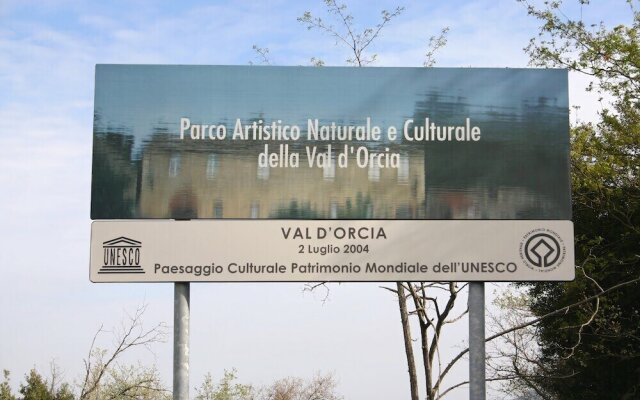 Parco Artistico Naturale e Culturale
della Val d'Orcia
VAL D'ORCIA
2 Luglio 2004
UNESCO
Paesaggio Culturale Patrimonio Mondiale dell'UNESCO